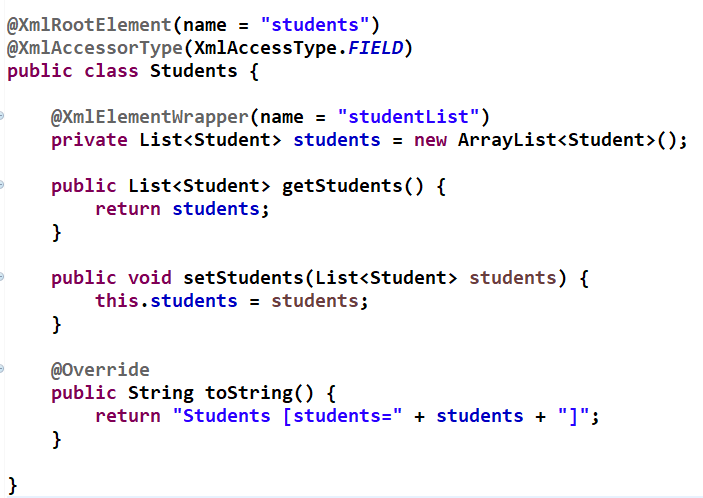 @XmlRootElement(name = "students")
@XmlAccessorType(XmlAccessType.FIELD)
public class Students {
@XmlElementWrapper(name = "studentList")
private List<Student> students = new ArrayList<Student>();
public List<Student> getStudents() {
return students;
}
public void setStudents(List<Student> students) {
this.students = students;
}
@Override
public String toString() {
return "Students [students=" + students + "]";
}
}